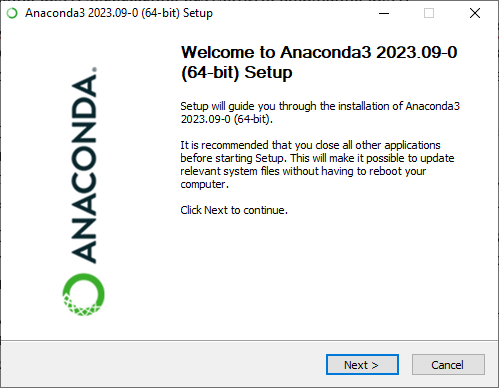 Anaconda3 2023.09-0 (64-bit) Setup
Welcome to Anaconda3 2023.09-0
(64-bit) Setup
Setup will guide you through the installation of Anaconda3
2023.09-0 (64-bit).
It is recommended that you close all other applications
before starting Setup. This will make it possible to update
relevant system files without having to reboot your
computer.
Click Next to continue.
ANACONDA.
Next >
Cancel